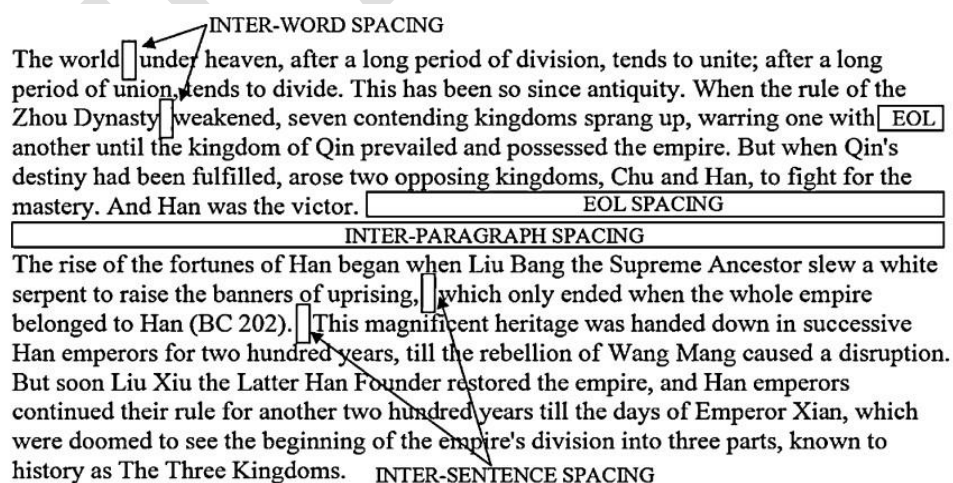 INTER-WORD SPACING
The world under heaven, after a long period of division, tends to unite; after a long
period of union, tends to divide. This has been so since antiquity. When the rule of the
Zhou Dynasty weakened, seven contending kingdoms sprang up, warring one with EOL
another until the kingdom of Qin prevailed and possessed the empire. But when Qin's
destiny had been fulfilled, arose two opposing kingdoms, Chu and Han, to fight for the
mastery. And Han was the victor. EOL SPACING
INTER-PARAGRAPH SPACING
The rise of the fortunes of Han began when Liu Bang the Supreme Ancestor slew a white
serpent to raise the banners of uprising, which only ended when the whole empire
belonged to Han (BC 202). This magnificent heritage was handed down in successive
Han emperors for two hundred years, till the rebellion of Wang Mang caused a disruption.
But soon Liu Xiu the Latter Han Founder restored the empire, and Han emperors
continued their rule for another two hundred years till the days of Emperor Xian, which
were doomed to see the beginning of the empire's division into three parts, known to
history as The Three Kingdoms. INTER-SENTENCE SPACING